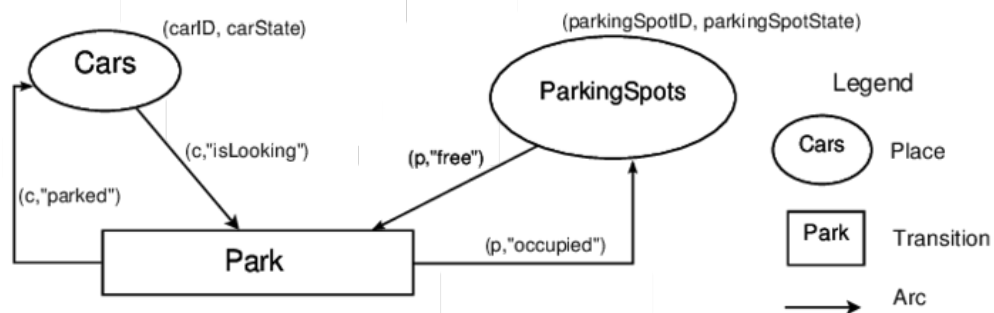 (carID, carState)
(parkingSpotID, parkingSpotState)
Cars
ParkingSpots
Legend
(c,"isLooking")
(p,"free")
Cars
Place
(c,"parked")
Park
(p,"occupied")
Park
Transition
Arc